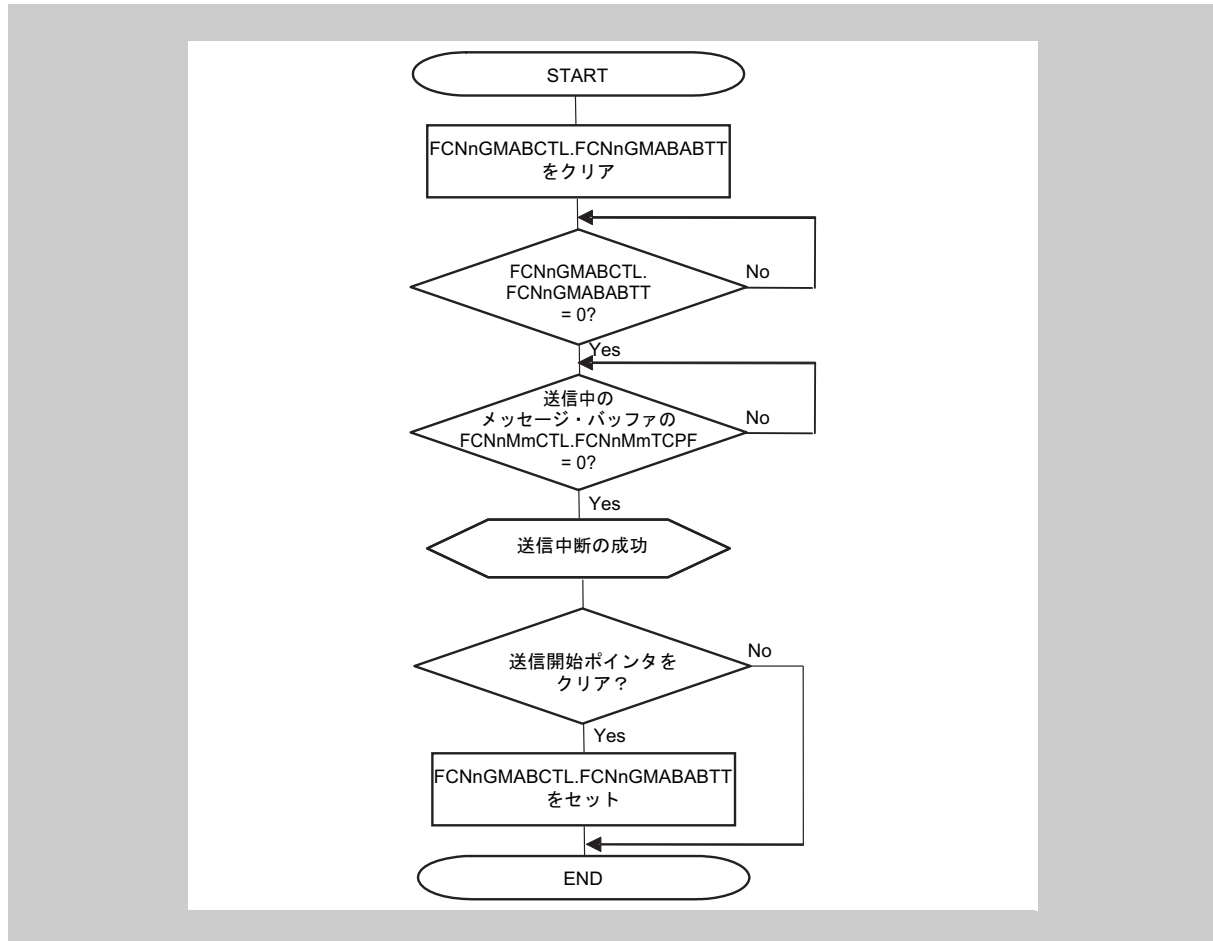 START
FCNnGMABCTL.FCNnGMABABTT
をクリア
FCNnGMABCTL.
FCNnGMABABTT
= 0?
No
Yes
送信中の
メッセージ・バッファの
FCNnMmCTL.FCNnMmTCPF
= 0?
No
Yes
送信中断の成功
送信開始ポインタを
クリア？
No
Yes
FCNnGMABCTL.FCNnGMABABTT
をセット
END